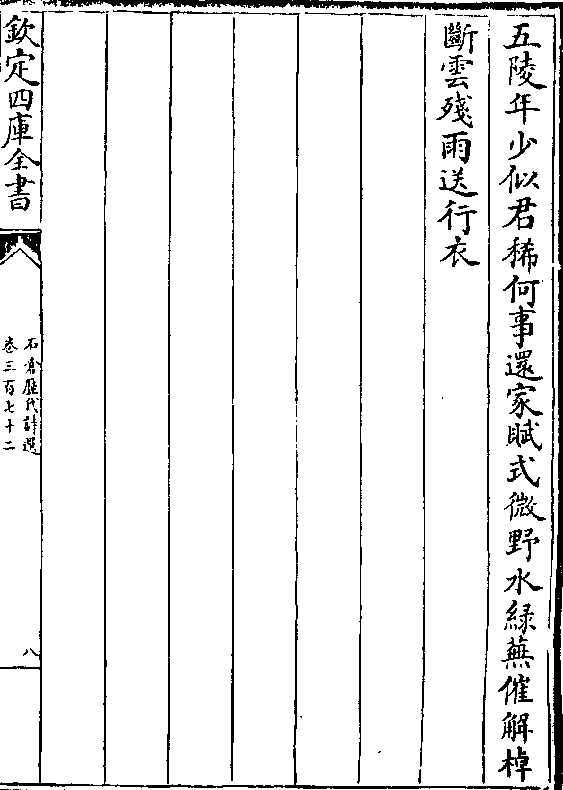 五陵年少似君稀何事還家賦式微野水綠蕪催解棹
斷雲殘雨送行衣
欽定四庫全書
石倉歷代詩選
卷三百七十二
八